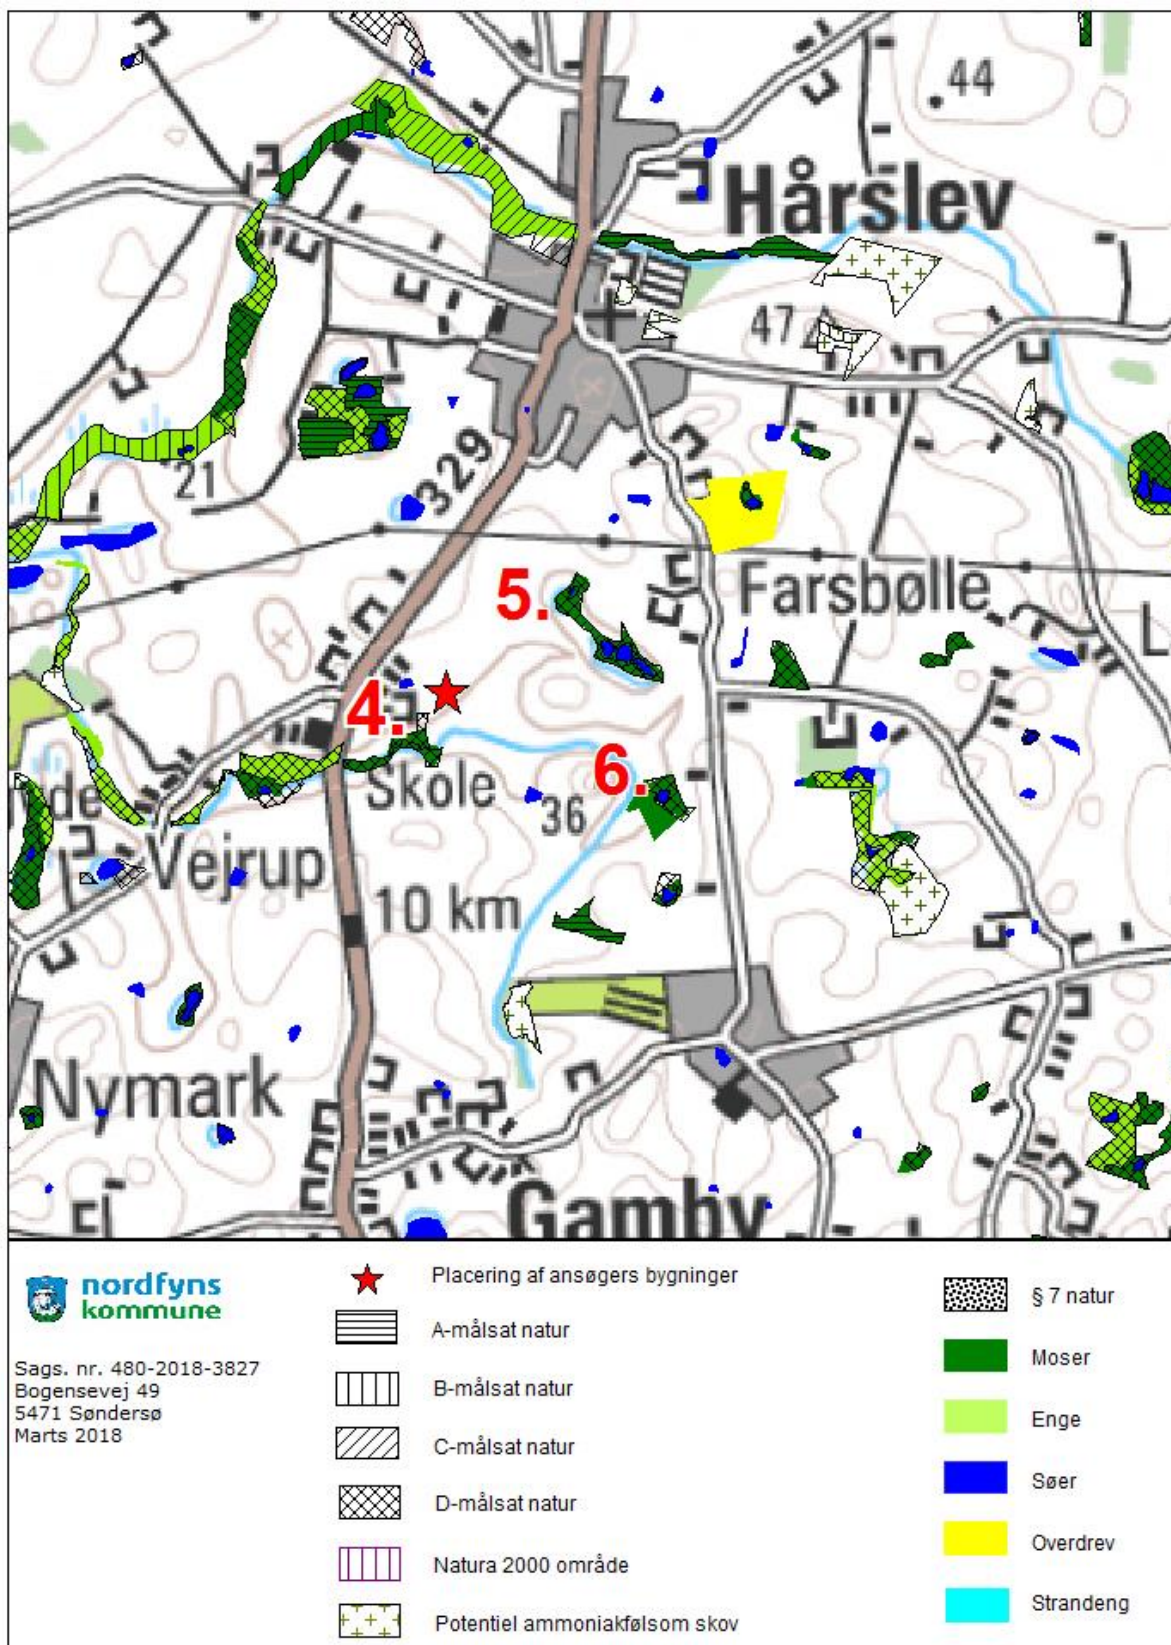 44
Hårslev
47
329
21
5.
Farsbølle
4.
Skole
6.
36
Vejrup
10 km
Nymark
Gamby
nordfyns
kommune
Sags. nr. 480-2018-3827
Bogensevej 49
5471 Søndersø
Marts 2018
Placering af ansøgers bygninger
A-målsat natur
B-målsat natur
C-målsat natur
D-målsat natur
Natura 2000 område
Potentiel ammoniakfølsom skov
§ 7 natur
Moser
Enge
Søer
Overdrev
Strandeng